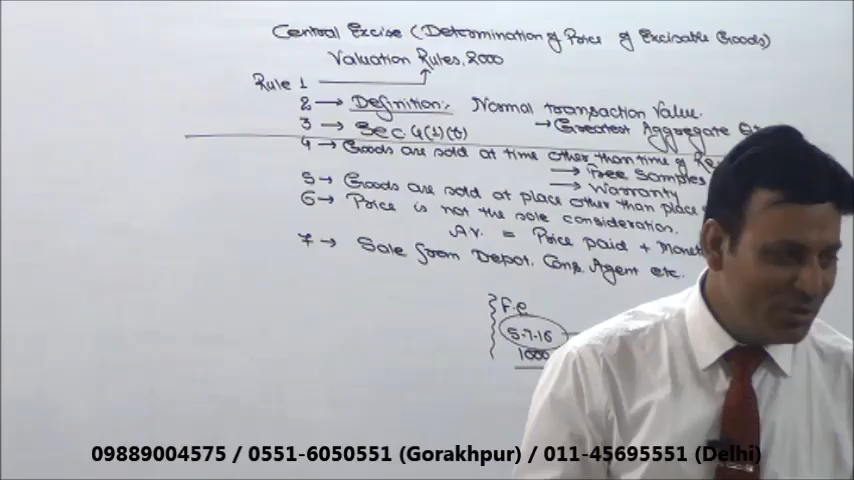 Central Excise (Determination of Price of Excisable Goods)
Valuation Rules, 2000
Rule 1
2 → Definition:- Normal transaction Value.
→ Greatest Aggregate
3 → Sec 4(1)(b)
4 → Goods are sold at time other than time of
→ Free Samples
→ Warranty
5 → Goods are sold at place other than place
6 → Price is not the sole consideration.
A.V. = Price paid +
7 → Sale from Depot, Cons. Agent etc.
F.G
5.7.16
1000
09889004575 / 0551-6050551 (Gorakhpur) / 011-45695551 (Delhi)